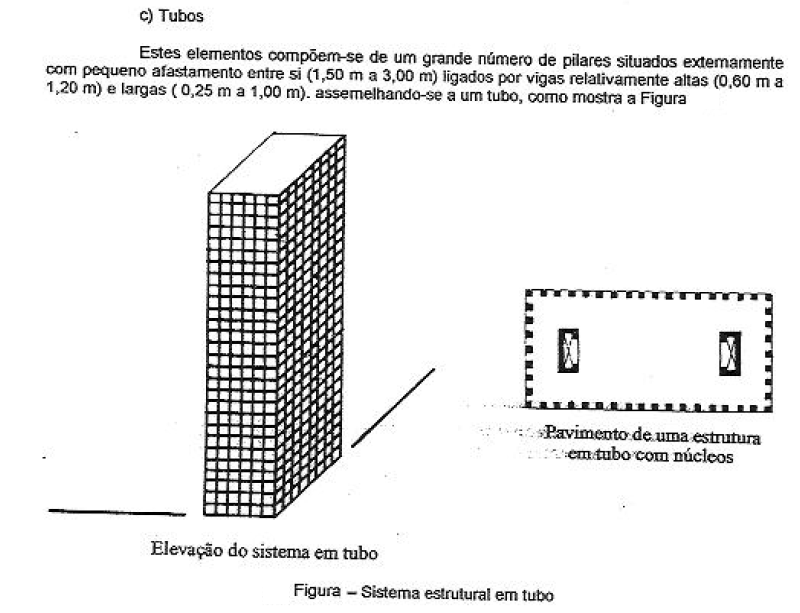 c) Tubos
Estes elementos compõem-se de um grande número de pilares situados externamente
com pequeno afastamento entre si (1,50 m a 3,00 m) ligados por vigas relativamente altas (0,60 m a
1,20 m) e largas ( 0,25 m a 1,00 m). assemelhando-se a um tubo, como mostra a Figura
Pavimento de uma estrutura
em tubo com núcleos
Elevação do sistema em tubo
Figura – Sistema estrutural em tubo